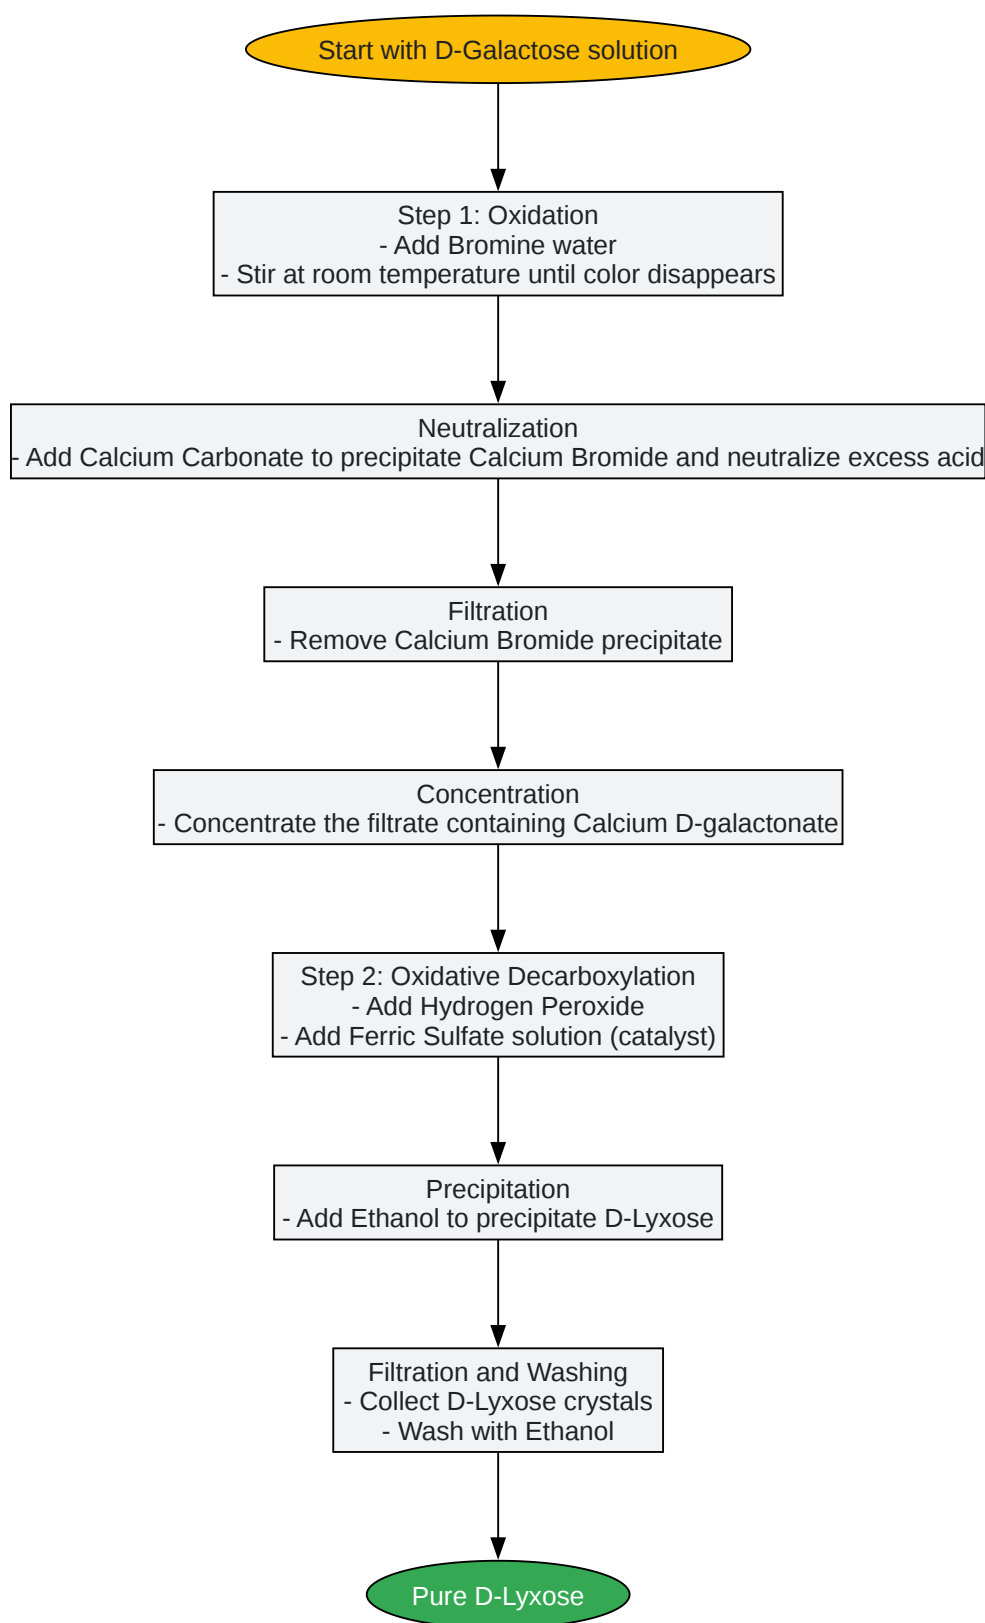 Start with D-Galactose solution
Step 1: Oxidation
- Add Bromine water
- Stir at room temperature until color disappears
Neutralization
- Add Calcium Carbonate to precipitate Calcium Bromide and neutralize excess acid
Filtration
- Remove Calcium Bromide precipitate
Concentration
- Concentrate the filtrate containing Calcium D-galactonate
Step 2: Oxidative Decarboxylation
- Add Hydrogen Peroxide
- Add Ferric Sulfate solution (catalyst)
Precipitation
- Add Ethanol to precipitate D-Lyxose
Filtration and Washing
- Collect D-Lyxose crystals
- Wash with Ethanol
Pure D-Lyxose